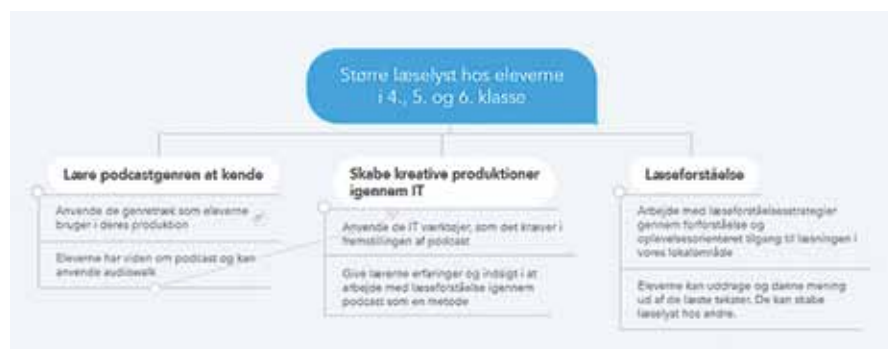 Større læselyst hos eleverne
i 4., 5. og 6. klasse
Lære podcastgenren at kende
Anvende de genretræk som eleverne
bruger i deres produktion
Eleverne har viden om podcast og kan
anvende audiowalk
Skabe kreative produktioner
igennem IT
Anvende de IT værktøjer, som det kræver i
fremstillingen af podcast
Give lærerne erfaringer og indsigt i at
arbejde med læseforståelse igennem
podcast som en metode
Læseforståelse
Arbejde med læseforståelsesstrategier
gennem førforståelse og
oplevelsesorienteret tilgang til læsningen i
vores lokalområde
Eleverne kan uddrage og danne mening
ud af de læste tekster. De kan skabe
læselyst hos andre.